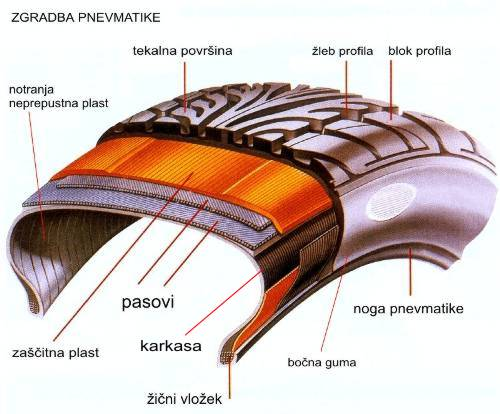 ZGRADBA PNEVMATIKE
tekalna površina
žleb profila
blok profila
notranja
neprepustna plast
pasovi
noga pnevmatike
zaščitna plast
karkasa
bočna guma
žični vložek